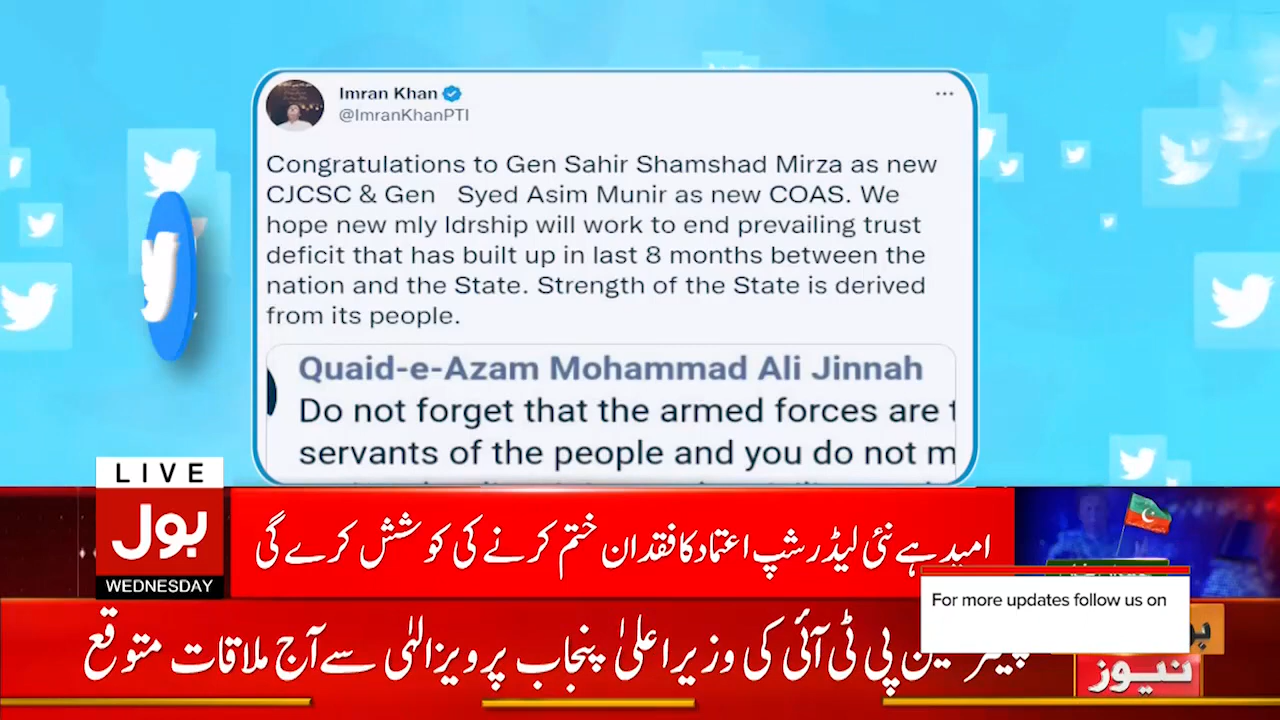 Imran Khan
@ImranKhanPTI
Congratulations to Gen Sahir Shamshad Mirza as new
CJCSC & Gen Syed Asim Munir as new COAS. We
hope new mly ldrship will work to end prevailing trust
deficit that has built up in last 8 months between the
nation and the State. Strength of the State is derived
from its people.
Quaid-e-Azam Mohammad Ali Jinnah
Do not forget that the armed forces are
servants of the people and you do not
LIVE
بول
WEDNESDAY
امید ہے نئی لیڈر شپ اعتماد کا فقدان ختم کرنے کی کوشش کرے گی
For more updates follow us on
پی ٹی آئی کی وزیراعلیٰ پنجاب پرویزالٰہی سے آج ملاقات متوقع
نیوز